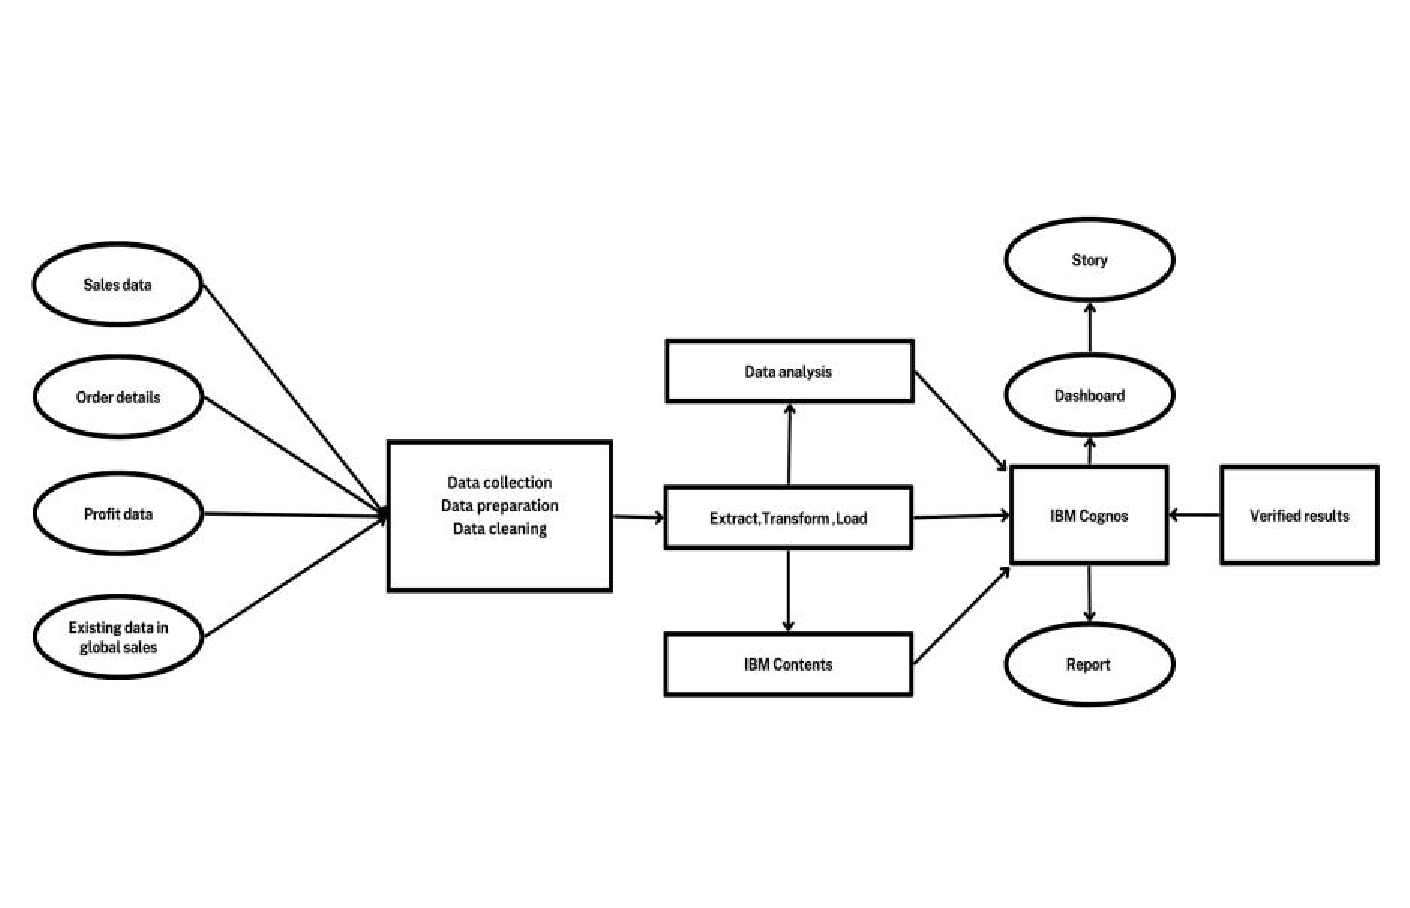 Sales data
Order details
Profit data
Existing data in
global sales
Data collection
Data preparation
Data cleaning
Data analysis
Extract,Transform ,Load
IBM Contents
Story
Dashboard
IBM Cognos
Report
Verified results